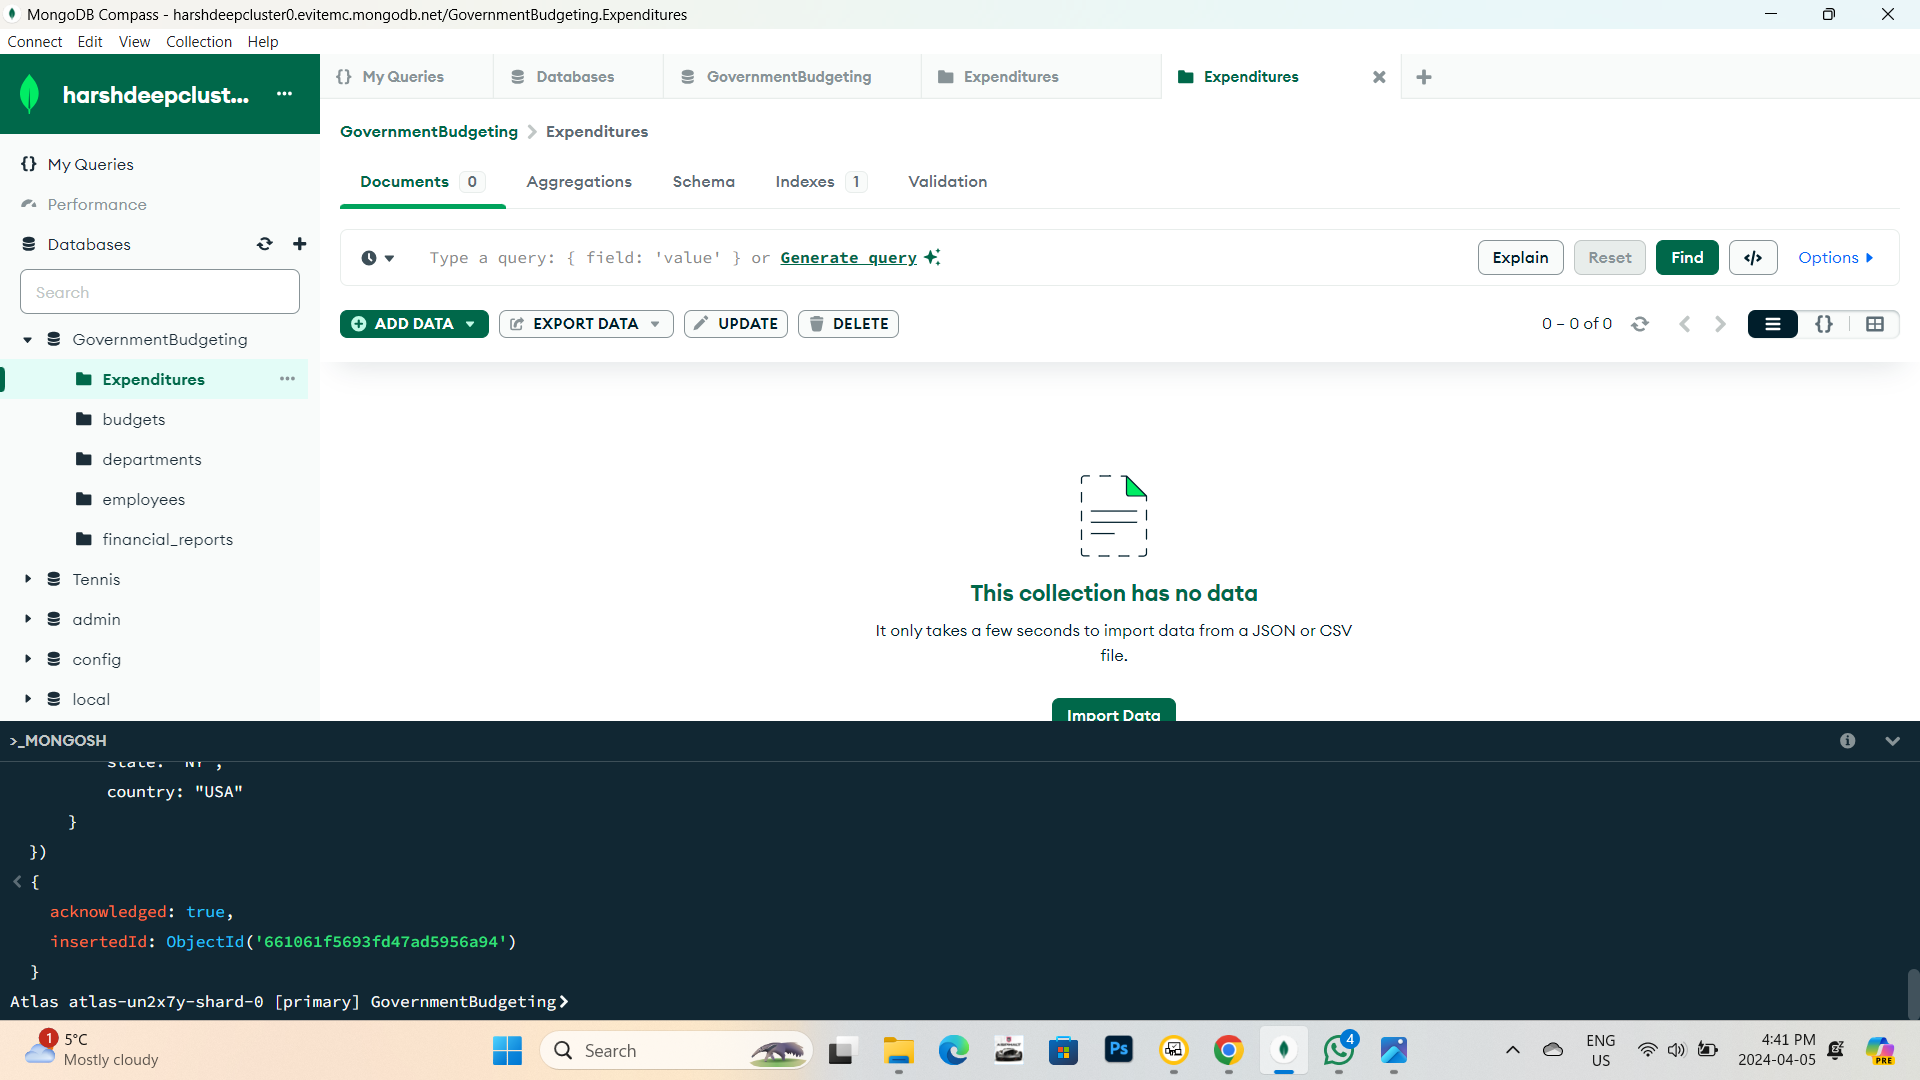 MongoDB Compass - harshdeepcluster0.evitemc.mongodb.net/GovernmentBudgeting.Expenditures
Connect Edit View Collection Help
harshdeepclust...
My Queries
Performance
Databases
Search
GovernmentBudgeting
Expenditures
budgets
departments
employees
financial_reports
Tennis
admin
config
local
{} My Queries
Databases
GovernmentBudgeting
Expenditures
Expenditures
GovernmentBudgeting > Expenditures
Documents 0
Aggregations
Schema
Indexes 1
Validation
Type a query: { field: 'value' } or Generate query
Explain
Reset
Find
</>
Options
ADD DATA
EXPORT DATA
UPDATE
DELETE
0 – 0 of 0
{}
This collection has no data
It only takes a few seconds to import data from a JSON or CSV
file.
Import Data
>_MONGOSH
state: "NY",
country: "USA"
}
})
< {
acknowledged: true,
insertedId: ObjectId('661061f5693fd47ad5956a94')
}
Atlas atlas-un2x7y-shard-0 [primary] GovernmentBudgeting>
1
5°C
Mostly cloudy
Search
Ps
4
ENG
US
4:41 PM
2024-04-05
PRE